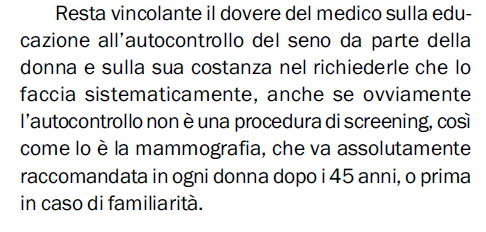 Resta vincolante il dovere del medico sulla edu-
cazione all'autocontrollo del seno da parte della
donna e sulla sua costanza nel richiederle che lo
faccia sistematicamente, anche se ovviamente
l'autocontrollo non è una procedura di screening, così
come lo è la mammografia, che va assolutamente
raccomandata in ogni donna dopo i 45 anni, o prima
in caso di familiarità.